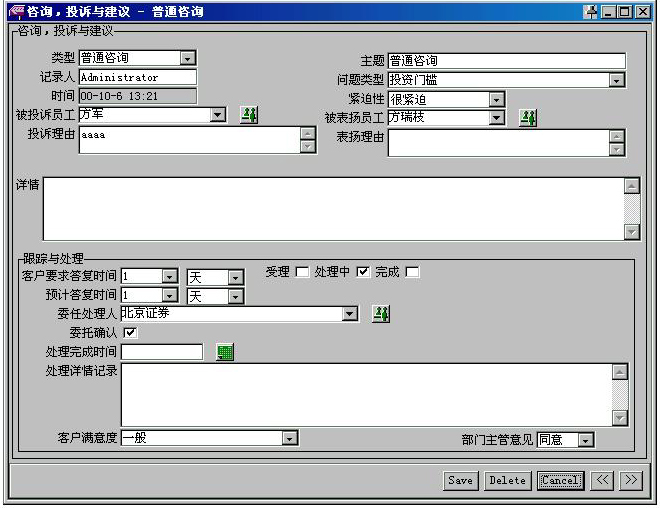 咨询，投诉与建议 - 普通咨询
咨询，投诉与建议
类型 普通咨询 主题 普通咨询
记录人 Administrator 问题类型 投资门槛
时间 00-10-6 13:21 紧迫性 很紧迫
被投诉员工 方军 被表扬员工 方瑞枝
投诉理由 aaaa 表扬理由
详情
跟踪与处理
客户要求答复时间 1 天 受理 处理中 完成
预计答复时间 1 天
委任处理人 北京证券
委托确认
处理完成时间
处理详情记录
客户满意度 一般 部门主管意见 同意
Save Delete Cancel << >>